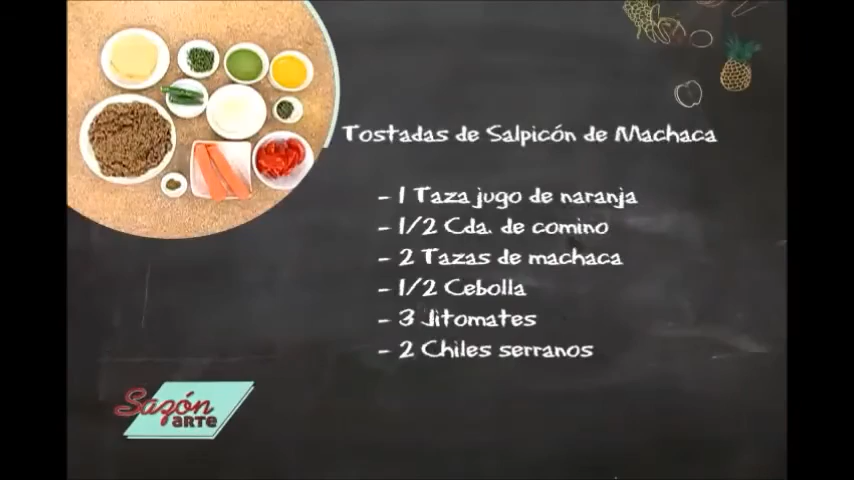 Tostadas de Salpicón de Machaca
- 1 Taza jugo de naranja
- 1/2 Cda. de comino
- 2 Tazas de machaca
- 1/2 Cebolla
- 3 Jitomates
- 2 Chiles serranos
Sazón
ARTE